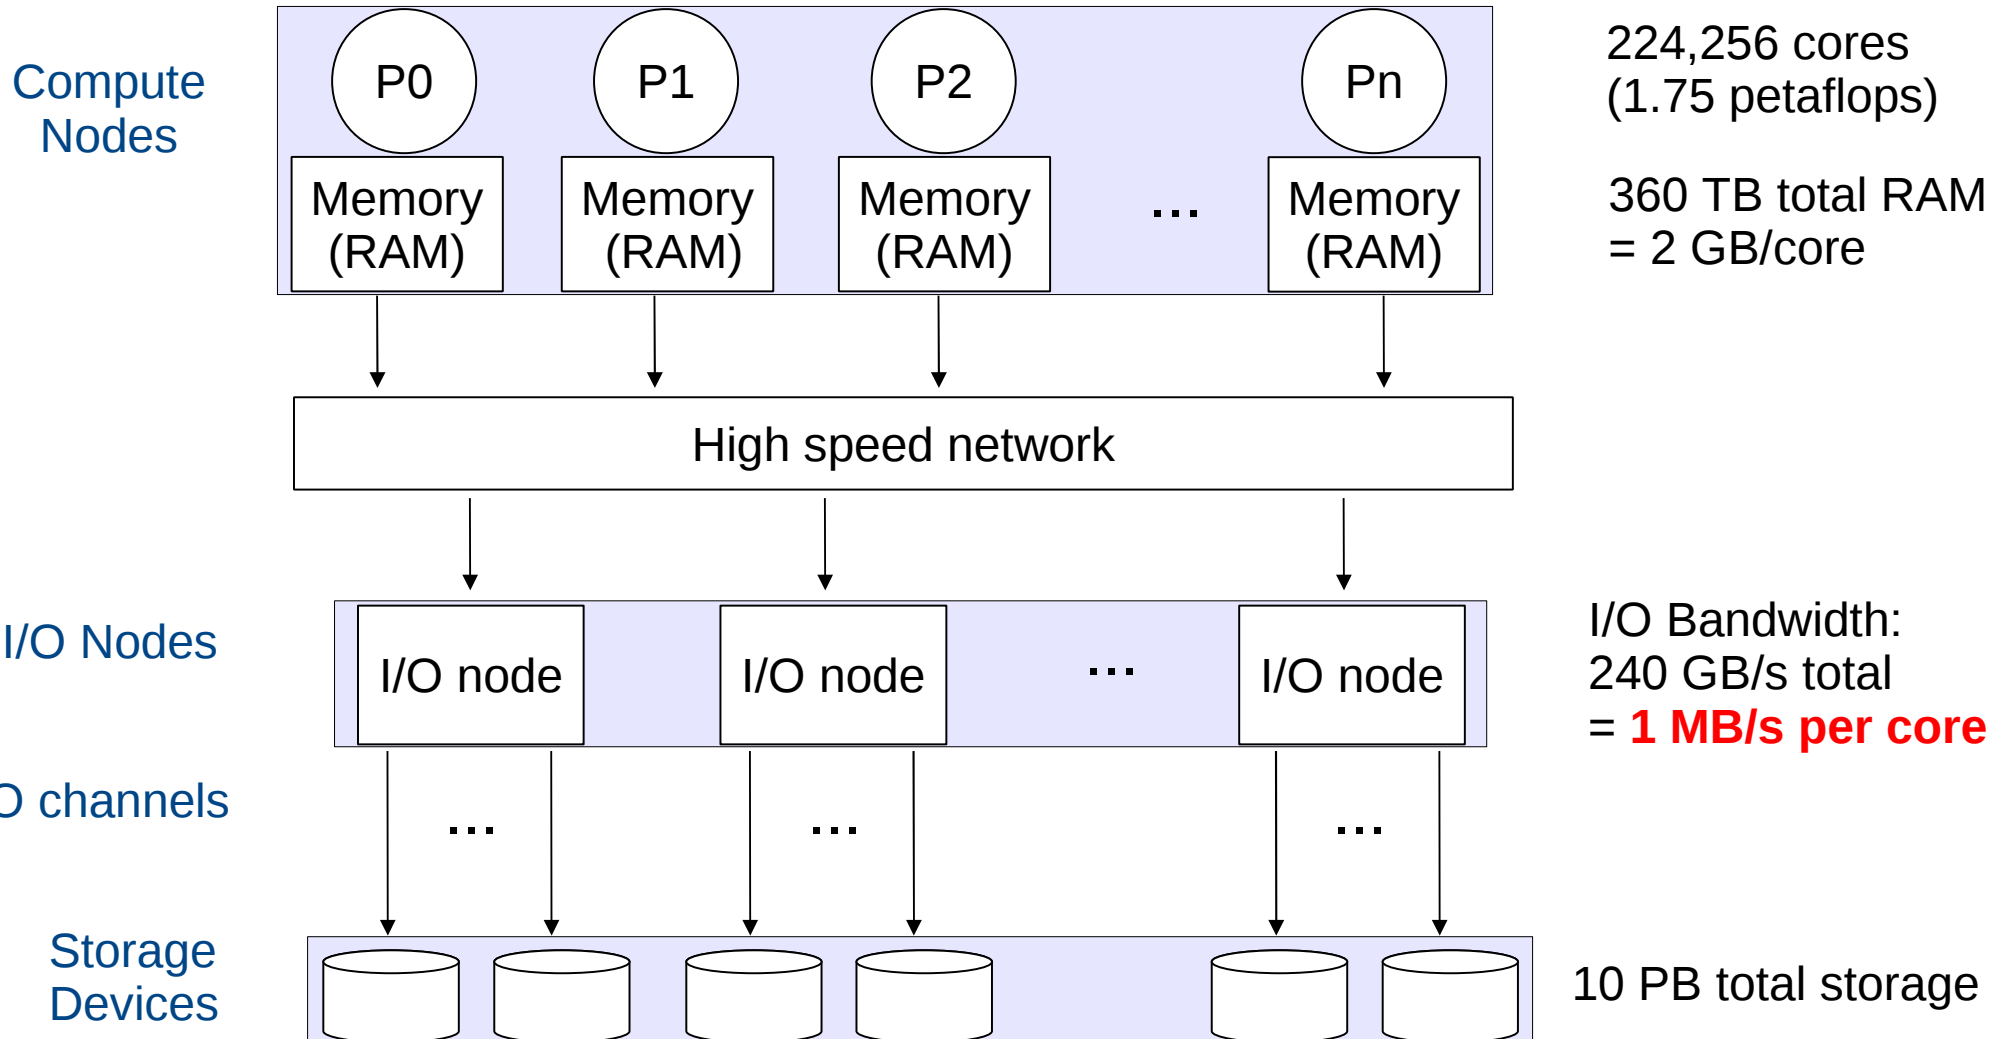 Compute
Nodes
P0
P1
P2
Pn
224,256 cores
(1.75 petaflops)
Memory
(RAM)
Memory
(RAM)
Memory
(RAM)
...
Memory
(RAM)
360 TB total RAM
= 2 GB/core
High speed network
I/O Nodes
I/O node
I/O node
...
I/O node
I/O Bandwidth:
240 GB/s total
= 1 MB/s per core
O channels
...
...
...
Storage
Devices
10 PB total storage